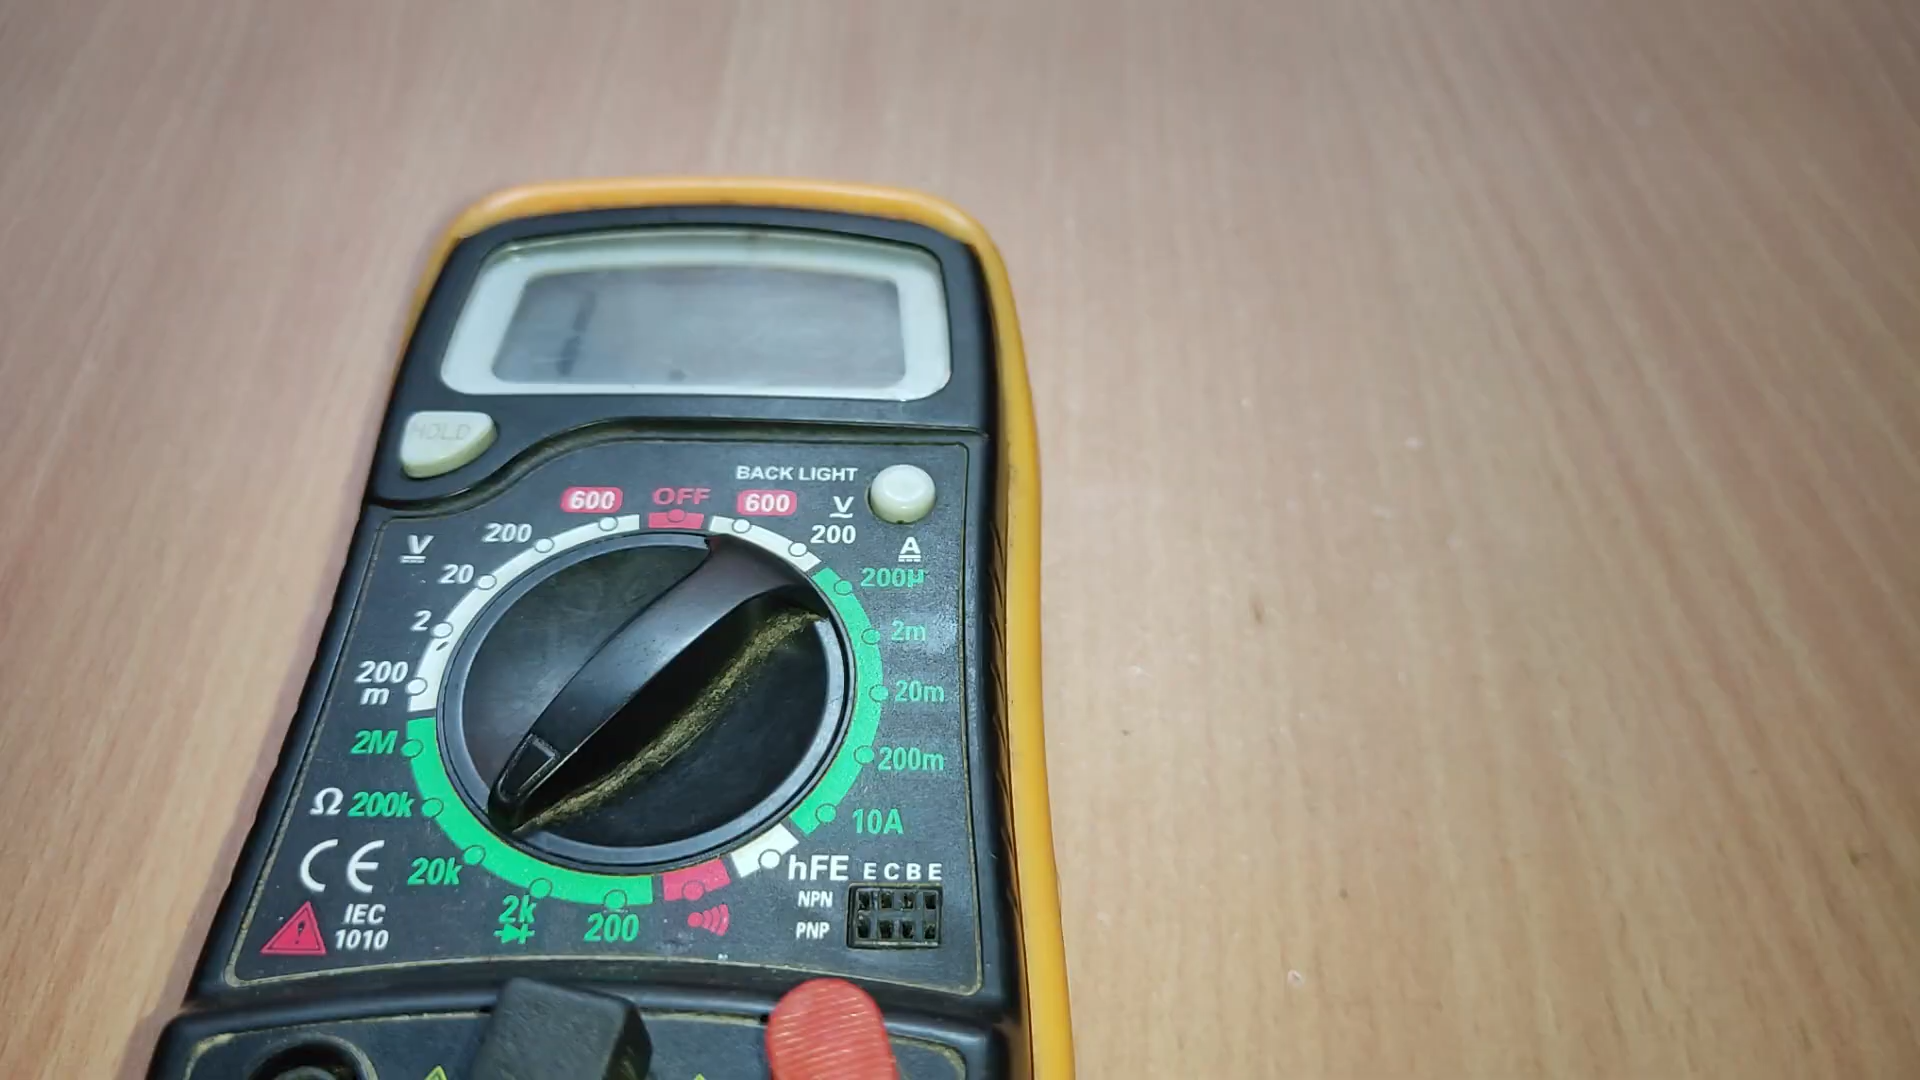 HOLD
BACK LIGHT
600 OFF 600 V
200 200
V A
20 200µ
2 2m
200
m 20m
2M 200m
Ω 200k 10A
CE 20k hFE E C B E
2k 200 NPN
IEC
1010 PNP